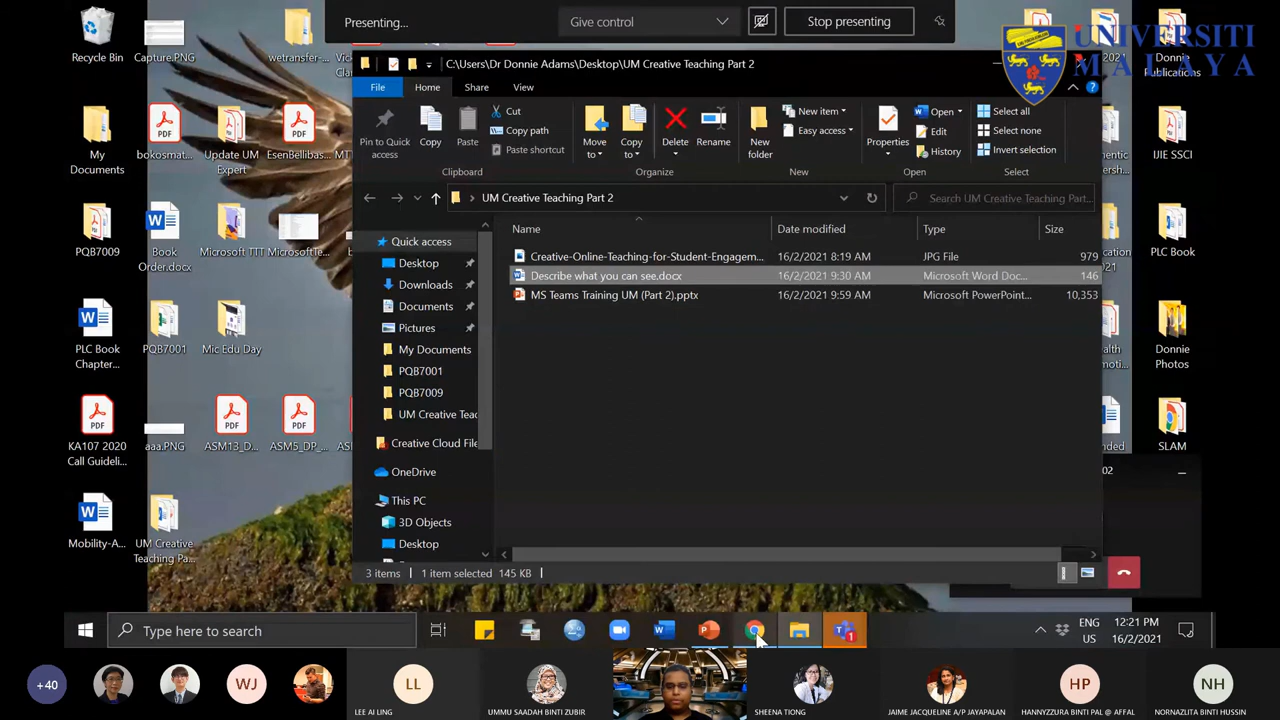 Presenting...
Give control
Stop presenting
UNIVERSITI
MALAYA
Recycle Bin
Capture.PNG
My
Documents
bokosmat...
Update UM
Expert
EsenBellibas...
PQB7009
Book
Order.docx
Microsoft TTT
PLC Book
Chapter...
PQB7001
Mic Edu Day
KA107 2020
Call Guidelin...
aaa.PNG
ASM13_D...
ASM5_DP_...
Mobility-A...
UM Creative
Teaching Pa...
C:\Users\Dr Donnie Adams\Desktop\UM Creative Teaching Part 2
File
Home
Share
View
Pin to Quick
access
Copy
Paste
Cut
Copy path
Paste shortcut
Move
to
Copy
to
Delete
Rename
New
folder
New item
Easy access
Properties
Open
Edit
History
Select all
Select none
Invert selection
Clipboard
Organize
New
Open
Select
UM Creative Teaching Part 2
Search UM Creative Teaching Part...
Quick access
Desktop
Downloads
Documents
Pictures
My Documents
PQB7001
PQB7009
UM Creative Teac
Creative Cloud File
OneDrive
This PC
3D Objects
Desktop
Name
Date modified
Type
Size
Creative-Online-Teaching-for-Student-Engagem...
16/2/2021 8:19 AM
JPG File
979
Describe what you can see.docx
16/2/2021 9:30 AM
Microsoft Word Doc...
146
MS Teams Training UM (Part 2).pptx
16/2/2021 9:59 AM
Microsoft PowerPoint...
10,353
3 items
1 item selected 145 KB
Donnie
Publications
IJIE SSCI
PLC Book
Donnie
Photos
SLAM
02
Type here to search
ENG
US
12:21 PM
16/2/2021
+40
WJ
LL
LEE AI LING
UMMU SAADAH BINTI ZUBIR
SHEENA TIONG
JAIME JACQUELINE A/P JAYAPALAN
HP
HANNYZZURA BINTI PAL @ AFFAL
NH
NORNAZLITA BINTI HUSSIN